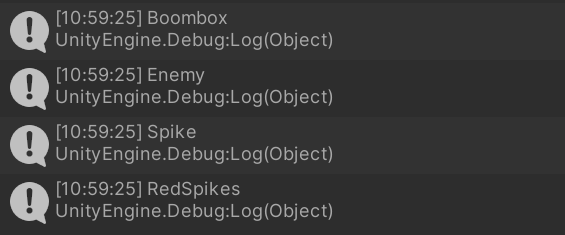 [10:59:25] Boombox
UnityEngine.Debug:Log(Object)
[10:59:25] Enemy
UnityEngine.Debug:Log(Object)
[10:59:25] Spike
UnityEngine.Debug:Log(Object)
[10:59:25] RedSpikes
UnityEngine.Debug:Log(Object)